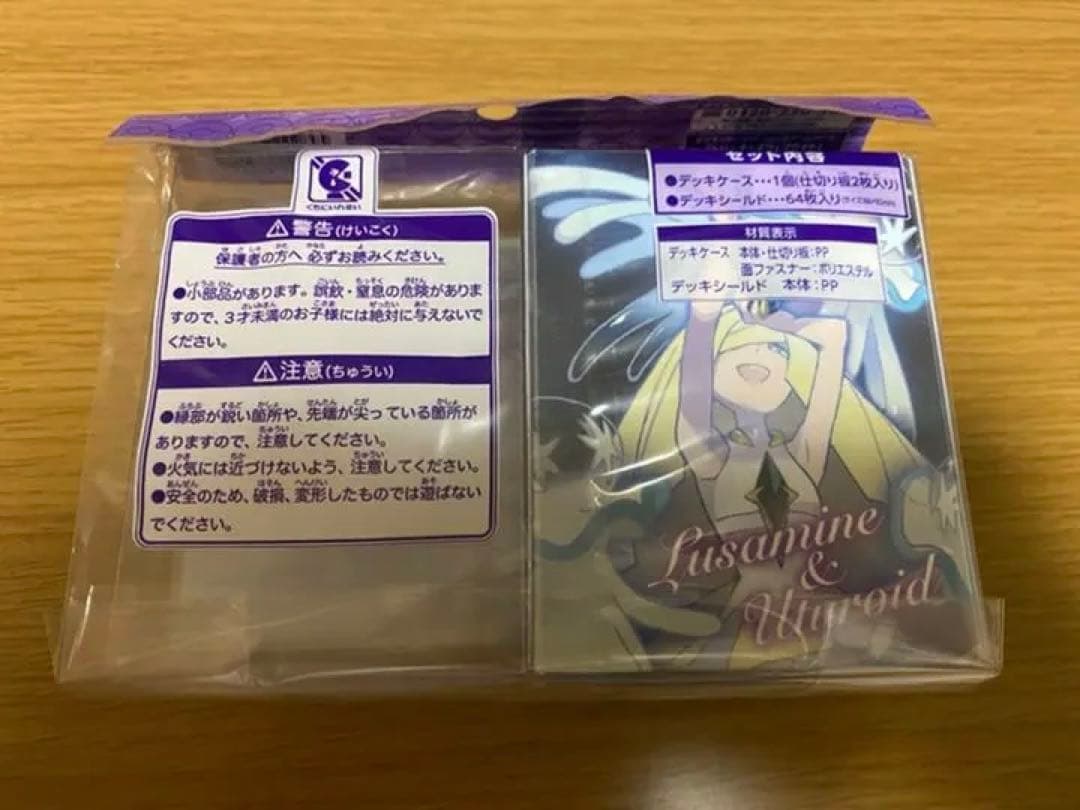 くちにいれない
⚠警告(けいこく)
保護者の方へ 必ずお読みください。
●小部品があります。誤飲・窒息の危険がありま
すので、3才未満のお子様には絶対に与えないで
ください。
⚠注意(ちゅうい)
●縁部が鋭い箇所や、先端が尖っている箇所が
ありますので、注意してください。
●火気には近づけないよう、注意してください。
●安全のため、破損、変形したものでは遊ばない
でください。
セット内容
●デッキケース･･･1個(仕切り板2枚入り)
●デッキシールド･･･64枚入り
材質表示
デッキケース 本体・仕切り板:PP
面ファスナー:ポリエステル
デッキシールド 本体:PP
Lusamine
&